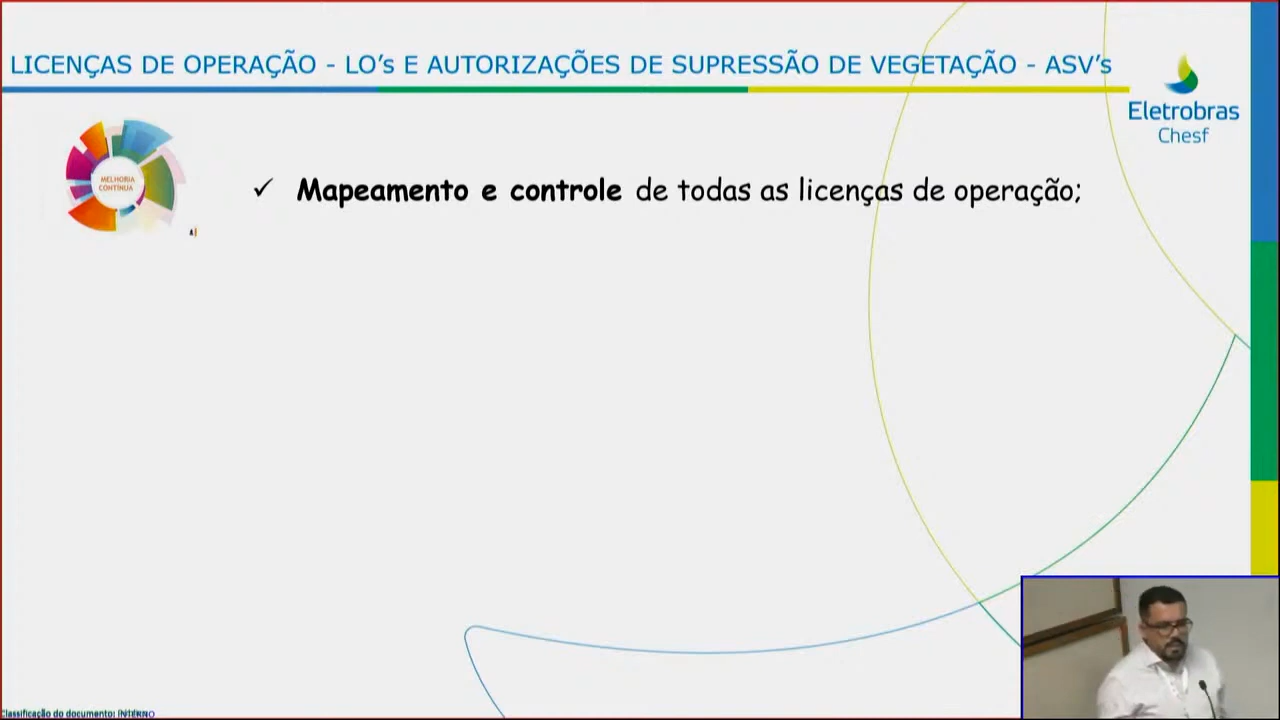 LICENÇAS DE OPERAÇÃO - LO’s E AUTORIZAÇÕES DE SUPRESSÃO DE VEGETAÇÃO - ASV’s
Eletrobras
Chesf
MELHORIA
CONTÍNUA
✓ Mapeamento e controle de todas as licenças de operação;
Classificação do documento: INTERNO